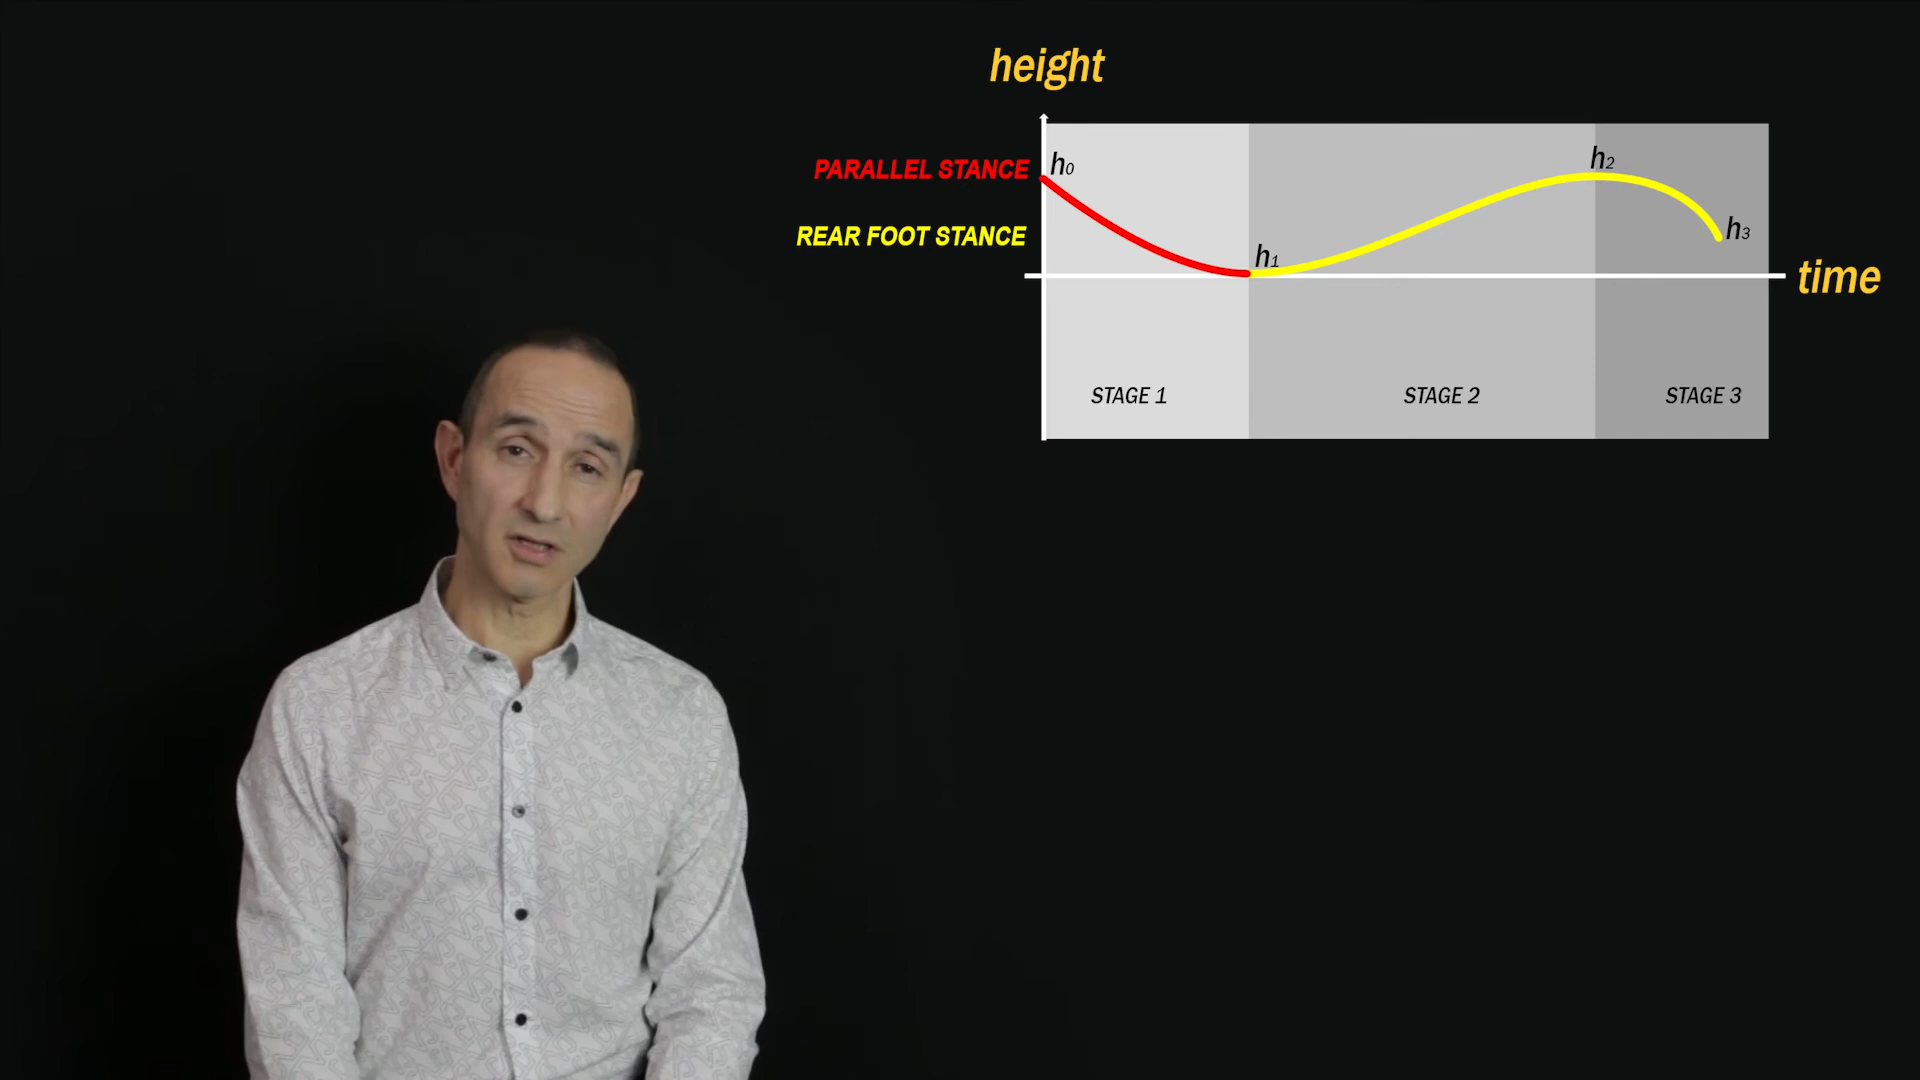 height
PARALLEL STANCE
h0
h2
REAR FOOT STANCE
h3
h1
time
STAGE 1
STAGE 2
STAGE 3